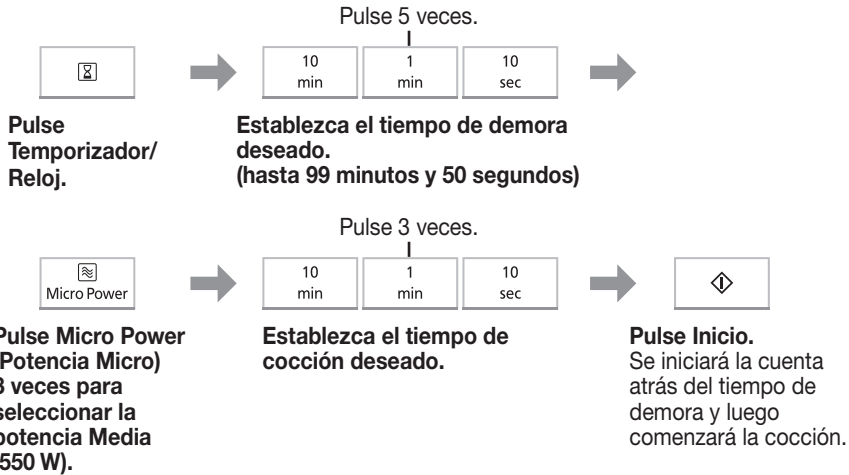 Pulse 5 veces.
10 min
1 min
10 sec
Pulse
Temporizador/
Reloj.
Establezca el tiempo de demora
deseado.
(hasta 99 minutos y 50 segundos)
Pulse 3 veces.
Micro Power
10 min
1 min
10 sec
Pulse Micro Power
(Potencia Micro)
3 veces para
seleccionar la
potencia Media
(550 W).
Establezca el tiempo de
cocción deseado.
Pulse Inicio.
Se iniciará la cuenta
atrás del tiempo de
demora y luego
comenzará la cocción.